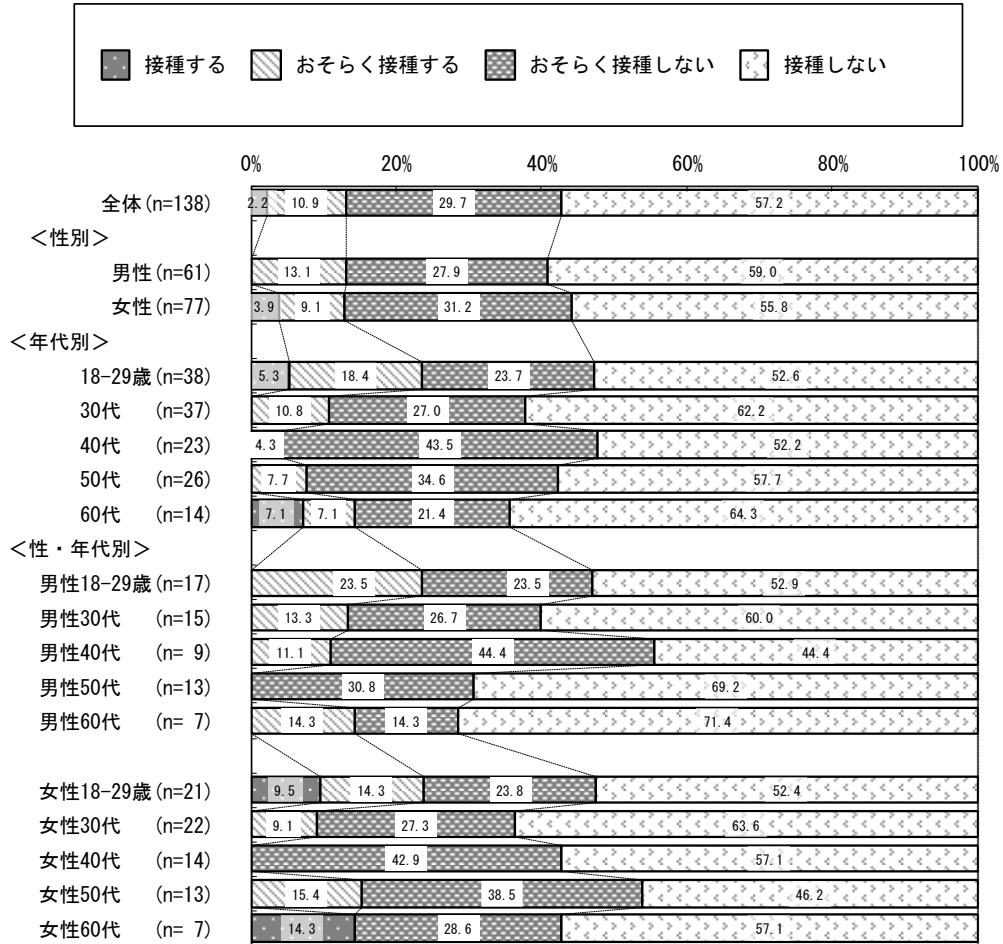 接種する おそらく接種する おそらく接種しない 接種しない
0% 20% 40% 60% 80% 100%
全体(n=138) 2.2 10.9 29.7 57.2
＜性別＞
男性(n=61) 13.1 27.9 59.0
女性(n=77) 3.9 9.1 31.2 55.8
＜年代別＞
18-29歳(n=38) 5.3 18.4 23.7 52.6
30代 (n=37) 10.8 27.0 62.2
40代 (n=23) 4.3 43.5 52.2
50代 (n=26) 7.7 34.6 57.7
60代 (n=14) 7.1 7.1 21.4 64.3
＜性・年代別＞
男性18-29歳(n=17) 23.5 23.5 52.9
男性30代 (n=15) 13.3 26.7 60.0
男性40代 (n= 9) 11.1 44.4 44.4
男性50代 (n=13) 30.8 69.2
男性60代 (n= 7) 14.3 14.3 71.4
女性18-29歳(n=21) 9.5 14.3 23.8 52.4
女性30代 (n=22) 9.1 27.3 63.6
女性40代 (n=14) 42.9 57.1
女性50代 (n=13) 15.4 38.5 46.2
女性60代 (n= 7) 14.3 28.6 57.1